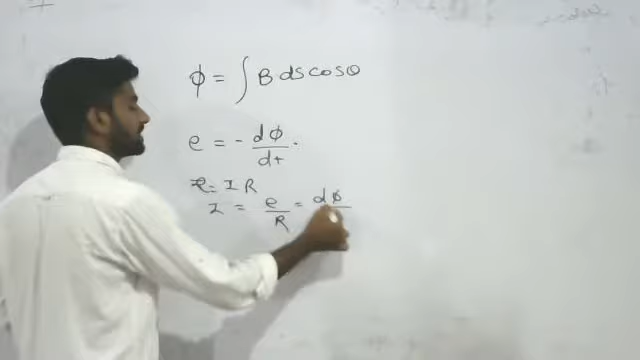 φ = ∫ B ds cosθ
e = - dφ/dt .
e = I R
I = e/R = dφ/